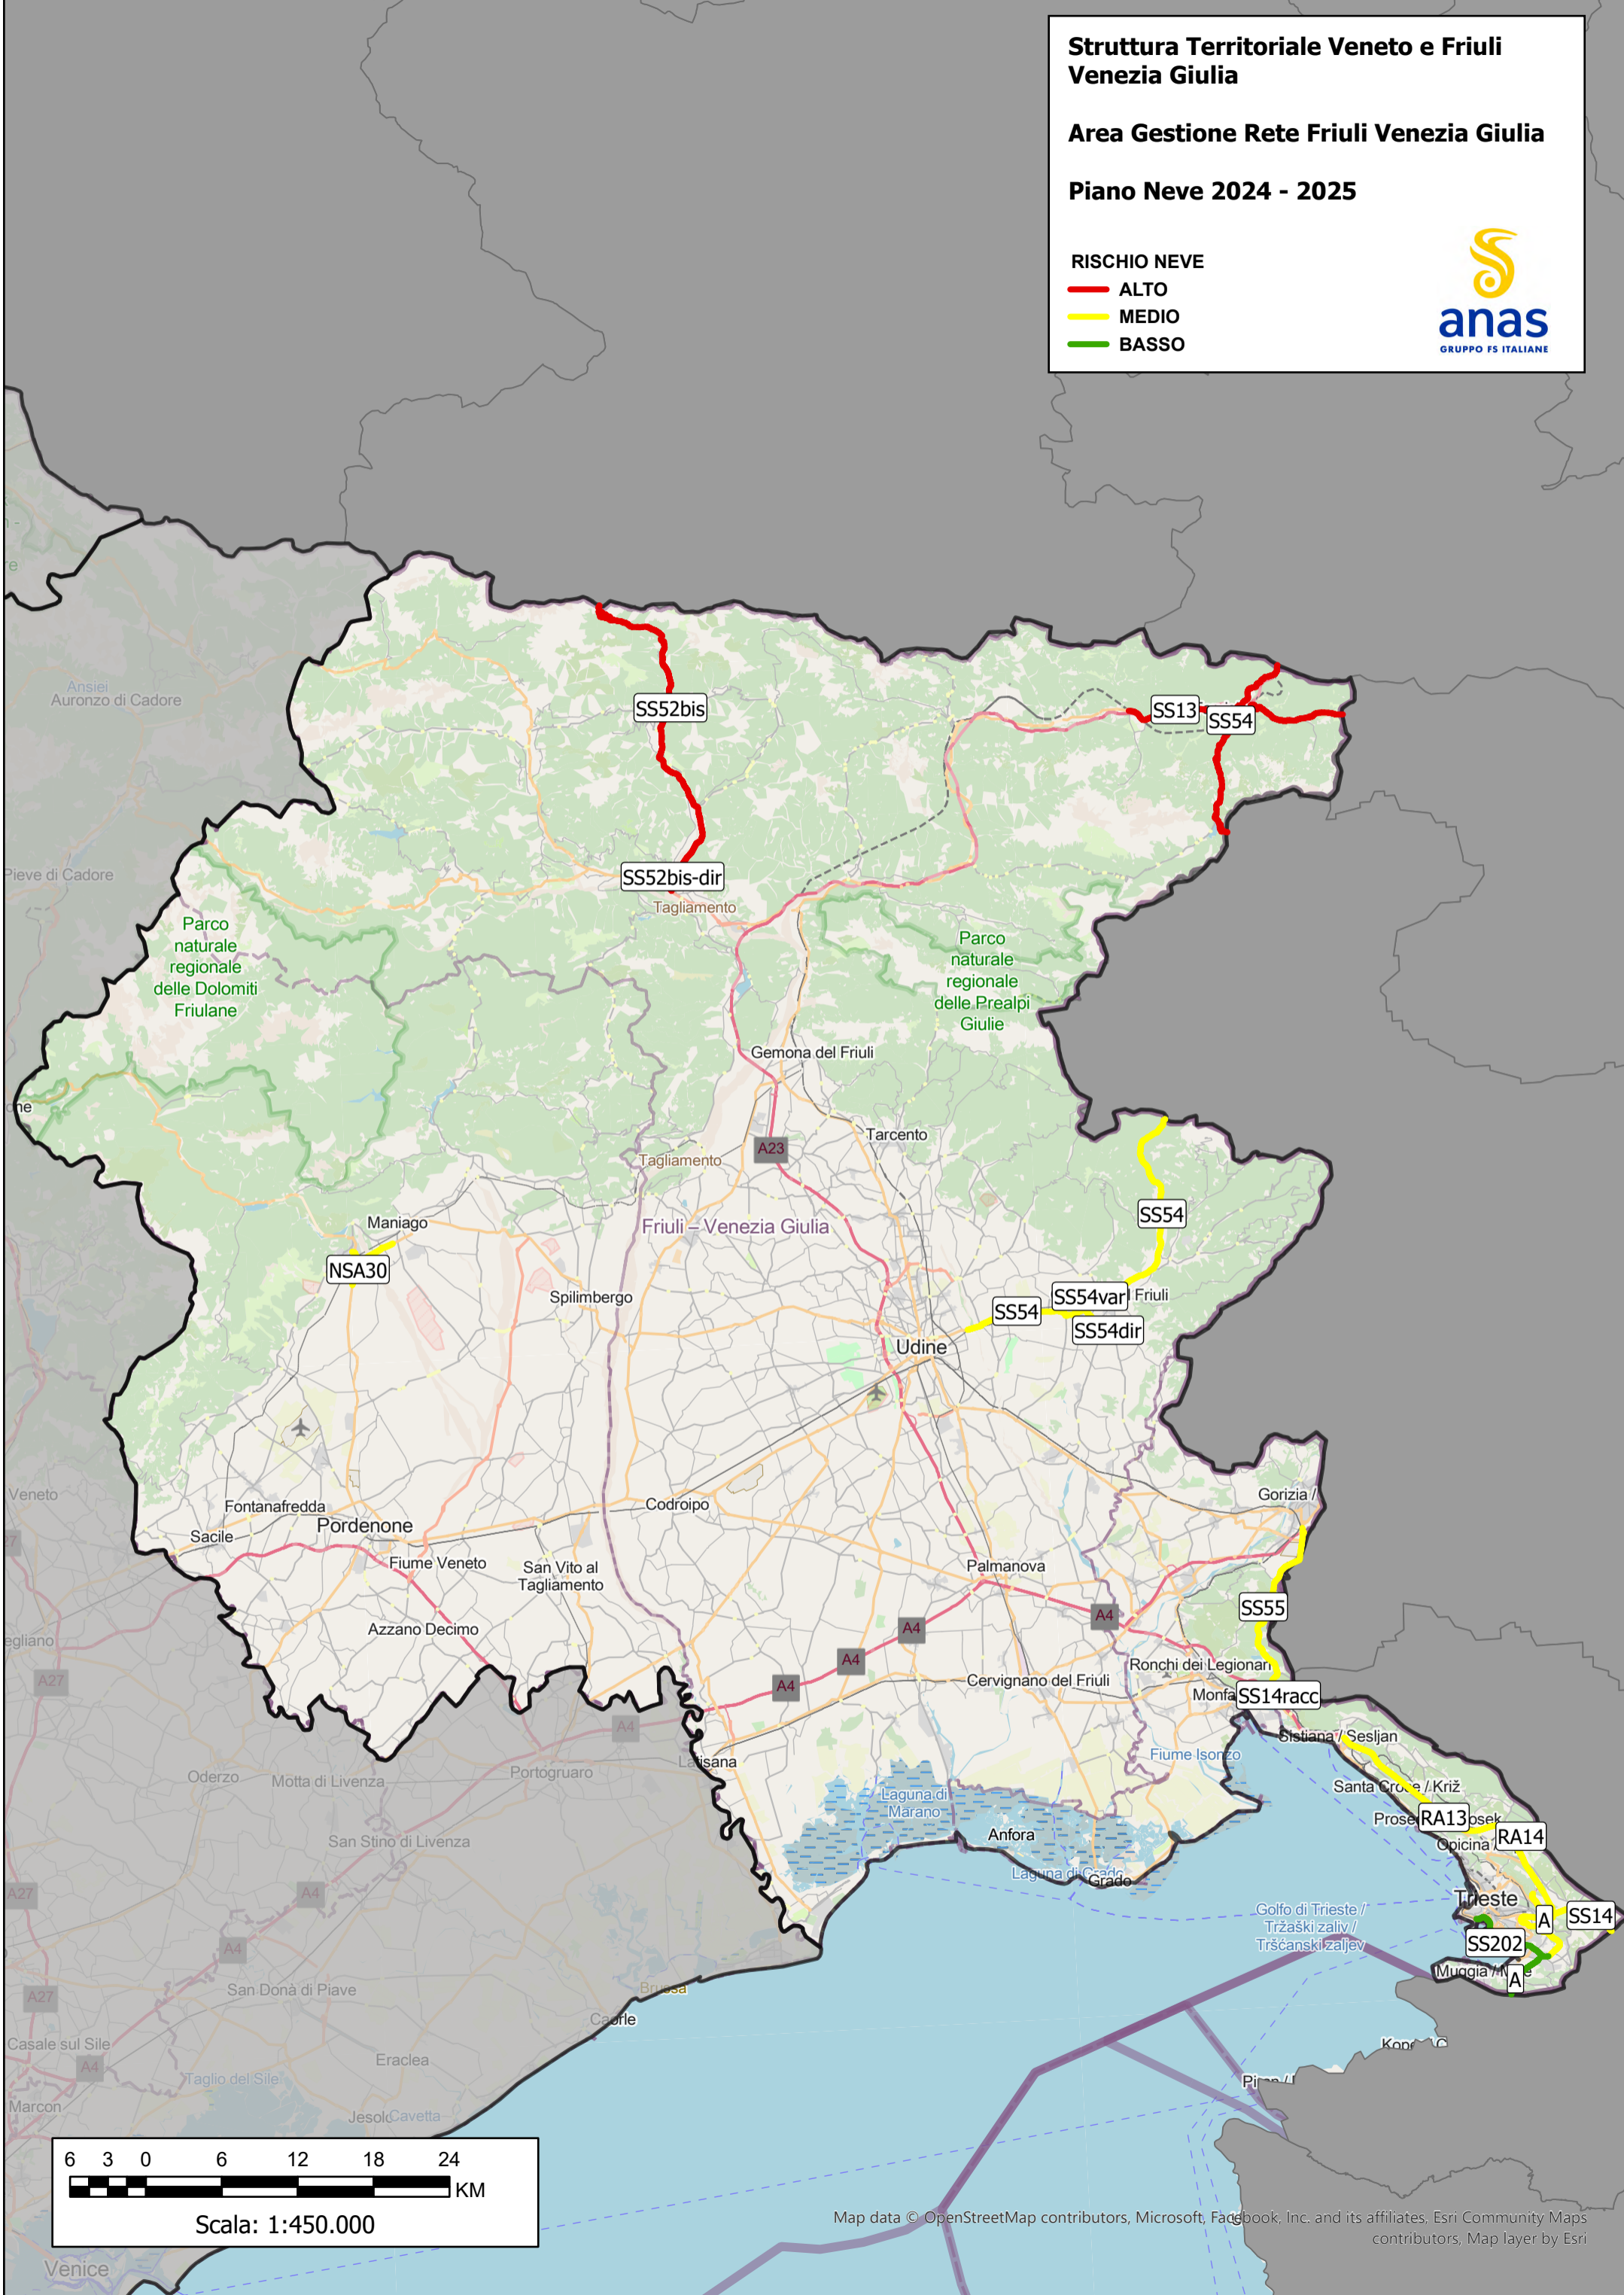 Struttura Territoriale Veneto e Friuli
Venezia Giulia
Area Gestione Rete Friuli Venezia Giulia
Piano Neve 2024 - 2025
RISCHIO NEVE
ALTO
MEDIO
BASSO
anas
GRUPPO FS ITALIANE
Ansiei
Auronzo di Cadore
SS52bis
SS13
SS54
Pieve di Cadore
SS52bis-dir
Tagliamento
Parco
naturale
regionale
delle Dolomiti
Friulane
Parco
naturale
regionale
delle Prealpi
Giulie
Gemona del Friuli
Tarcento
A23
Tagliamento
SS54
Maniago
Friuli – Venezia Giulia
NSA30
Spilimbergo
SS54var
l Friuli
SS54
SS54dir
Udine
Veneto
Fontanafredda
Codroipo
Gorizia /
Pordenone
Sacile
27
Fiume Veneto
San Vito al
Tagliamento
Palmanova
SS55
A4
Azzano Decimo
A4
egliano
A4
Ronchi dei Legionari
A27
Cervignano del Friuli
A4
Monfa
SS14racc
A4
Sistiana / Sesljan
Latisana
Fiume Isonzo
Oderzo
Motta di Livenza
Portogruaro
Santa Croce / Križ
Laguna di
Marano
Prose
RA13
osek
San Stino di Livenza
Anfora
RA14
Opicina /
Laguna di Grado
Grado
A27
A4
Trieste
Golfo di Trieste /
Tržaški zaliv /
Tršćanski zaljev
A
SS14
A4
SS202
Muggia / M
e
A
San Donà di Piave
Brussa
A27
Caorle
Casale sul Sile
Eraclea
A4
Taglio del Sile
Marcon
Jesolo
Cavetta
6 3 0 6 12 18 24
KM
Scala: 1:450.000
Map data © OpenStreetMap contributors, Microsoft, Facebook, Inc. and its affiliates. Esri Community Maps
contributors, Map layer by Esri
Venice